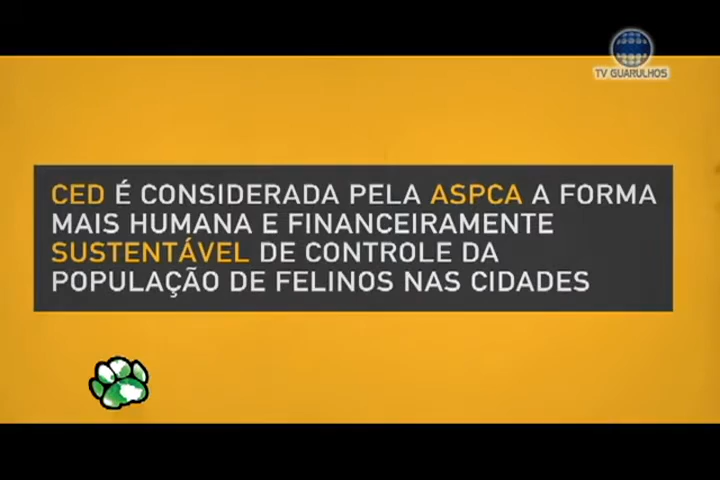 TV GUARULHOS
CED É CONSIDERADA PELA ASPCA A FORMA
MAIS HUMANA E FINANCEIRAMENTE
SUSTENTÁVEL DE CONTROLE DA
POPULAÇÃO DE FELINOS NAS CIDADES